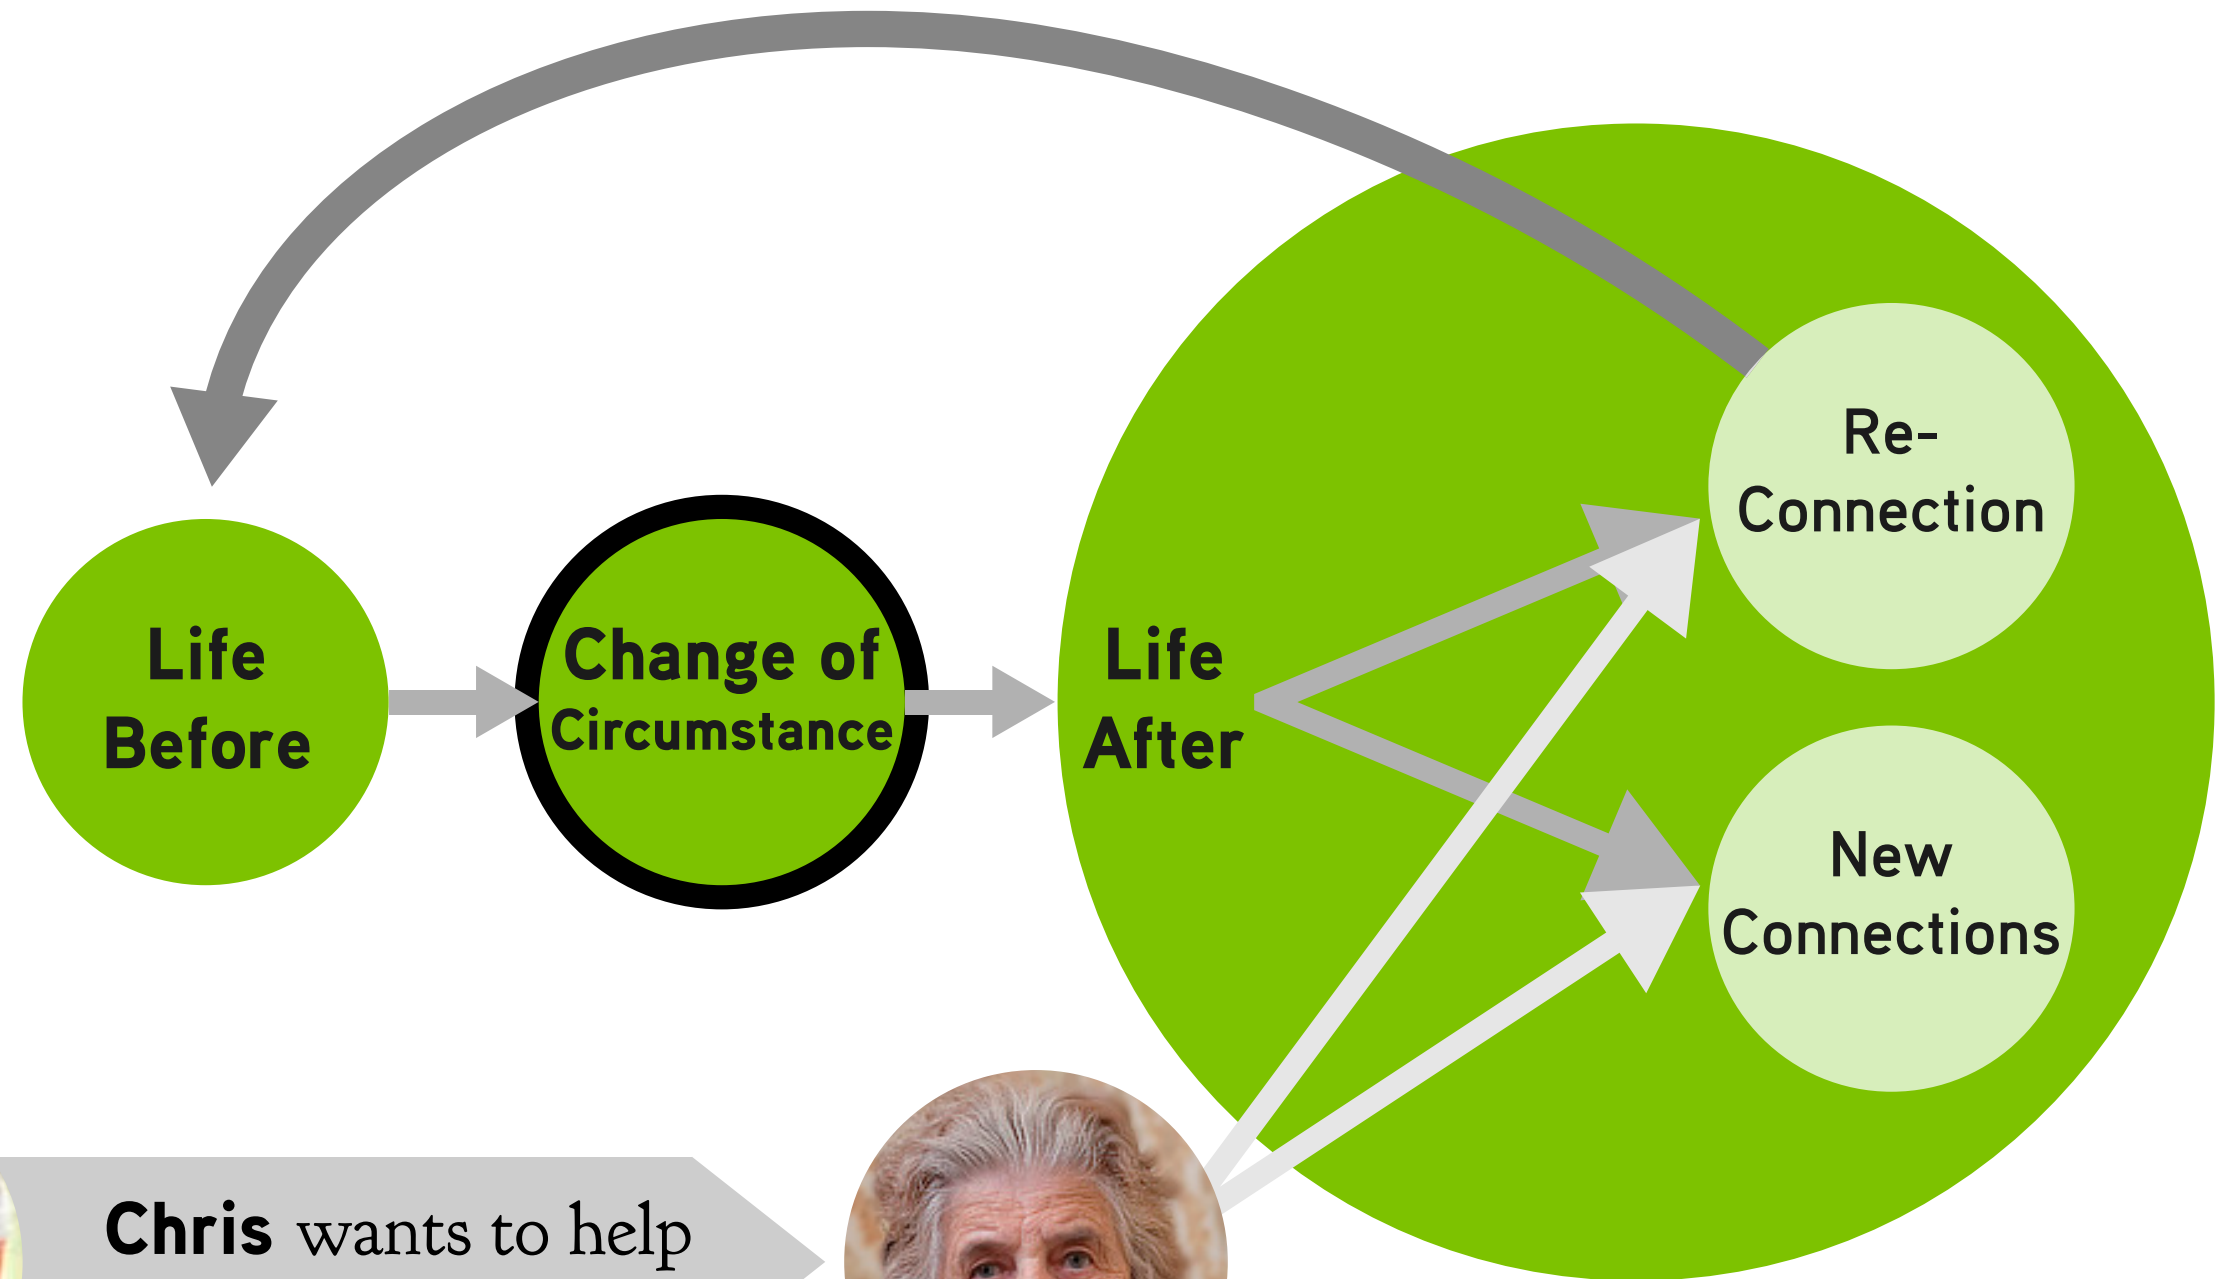 Life
Before
Change of
Circumstance
Life
After
Re-
Connection
New
Connections
Chris wants to help